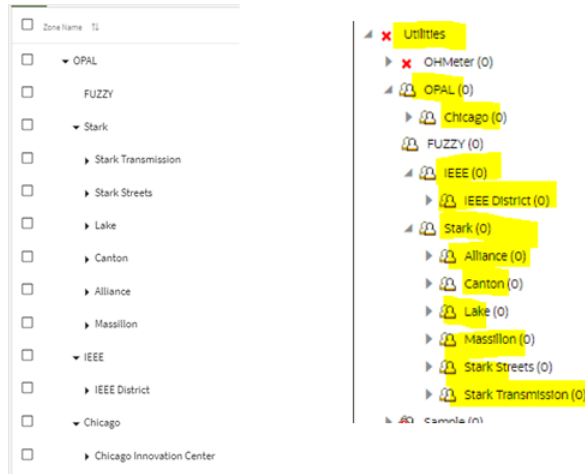 Zone Name
OPAL
FUZZY
Stark
Stark Transmission
Stark Streets
Lake
Canton
Alliance
Massillon
IEEE
IEEE District
Chicago
Chicago Innovation Center
Utilities
OHMeter (0)
OPAL (0)
Chicago (0)
FUZZY (0)
IEEE (0)
IEEE District (0)
Stark (0)
Alliance (0)
Canton (0)
Lake (0)
Massillon (0)
Stark Streets (0)
Stark Transmission (0)
Sample (0)